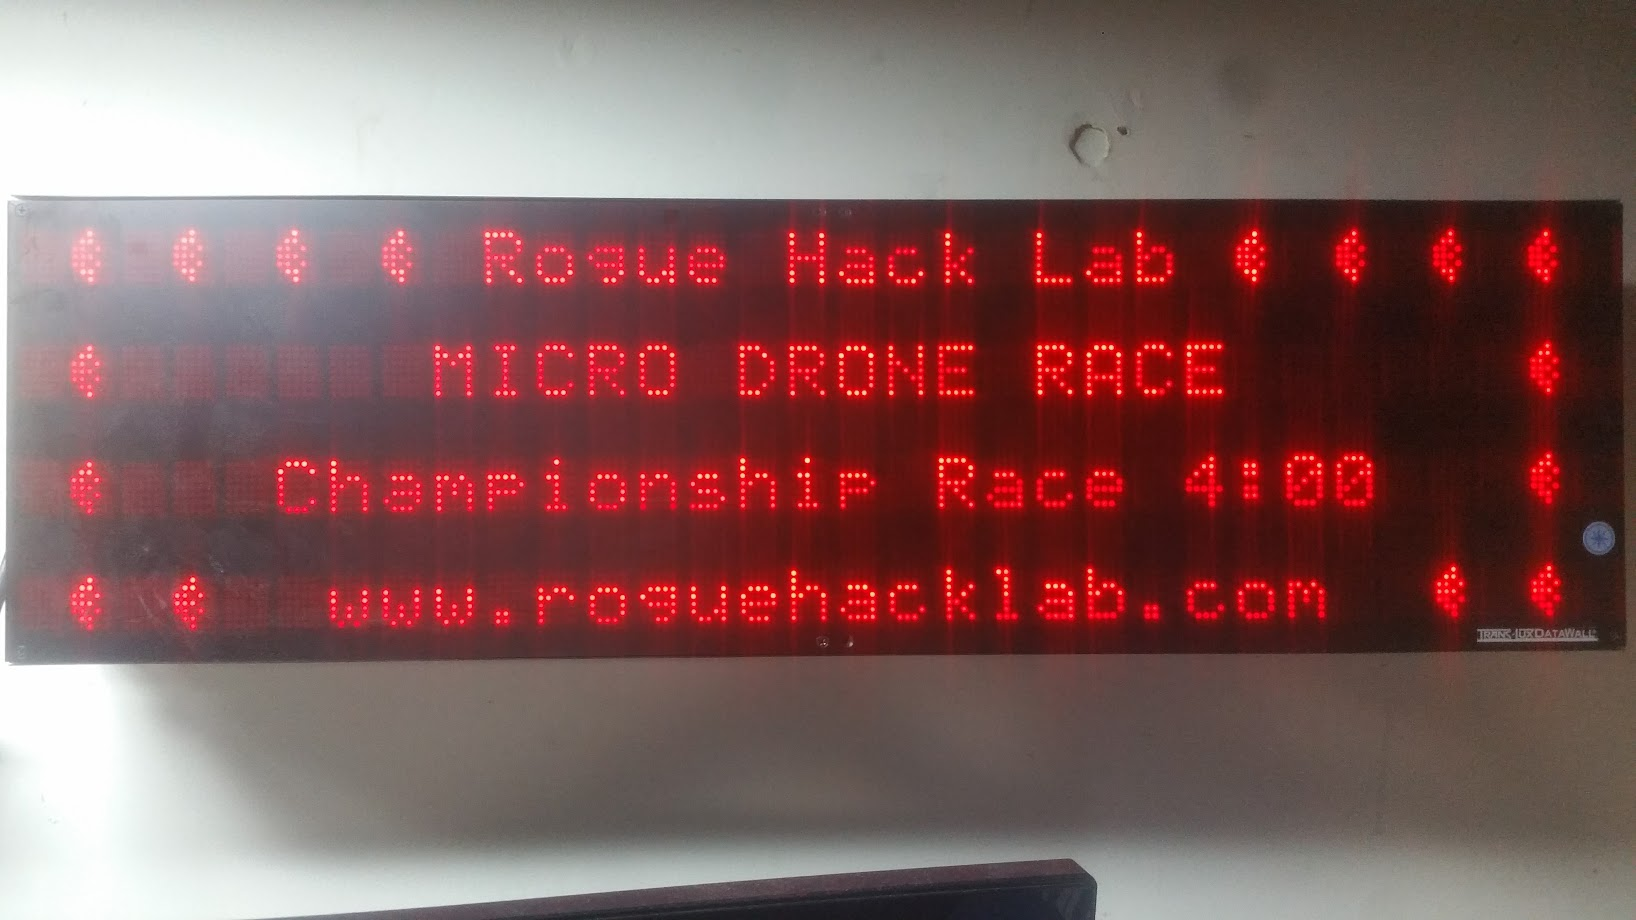 Rogue Hack Lab
MICRO DRONE RACE
Championship Race 4:00
www.roguehacklab.com
TRANS-LUX DATAWALL